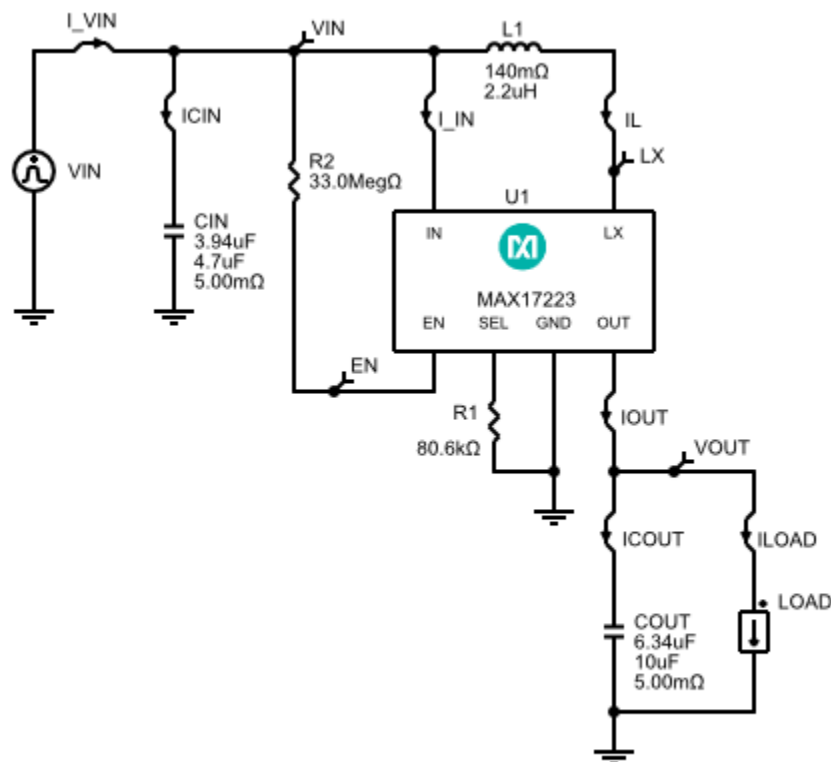 I_VIN
VIN
L1
140mΩ
2.2uH
ICIN
I_IN
IL
R2
33.0MegΩ
LX
VIN
U1
CIN
3.94uF
4.7uF
5.00mΩ
IN
LX
MAX17223
EN
SEL
GND
OUT
EN
R1
80.6kΩ
IOUT
VOUT
ICOUT
ILOAD
LOAD
COUT
6.34uF
10uF
5.00mΩ